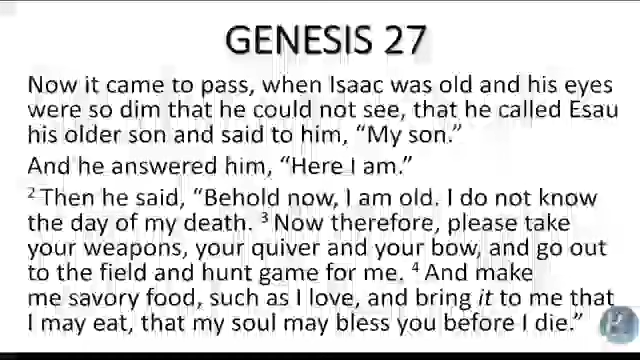 GENESIS 27
Now it came to pass, when Isaac was old and his eyes
were so dim that he could not see, that he called Esau
his older son and said to him, “My son.”
And he answered him, “Here I am.”
² Then he said, “Behold now, I am old. I do not know
the day of my death. ³ Now therefore, please take
your weapons, your quiver and your bow, and go out
to the field and hunt game for me. ⁴ And make
me savory food, such as I love, and bring it to me that
I may eat, that my soul may bless you before I die.”